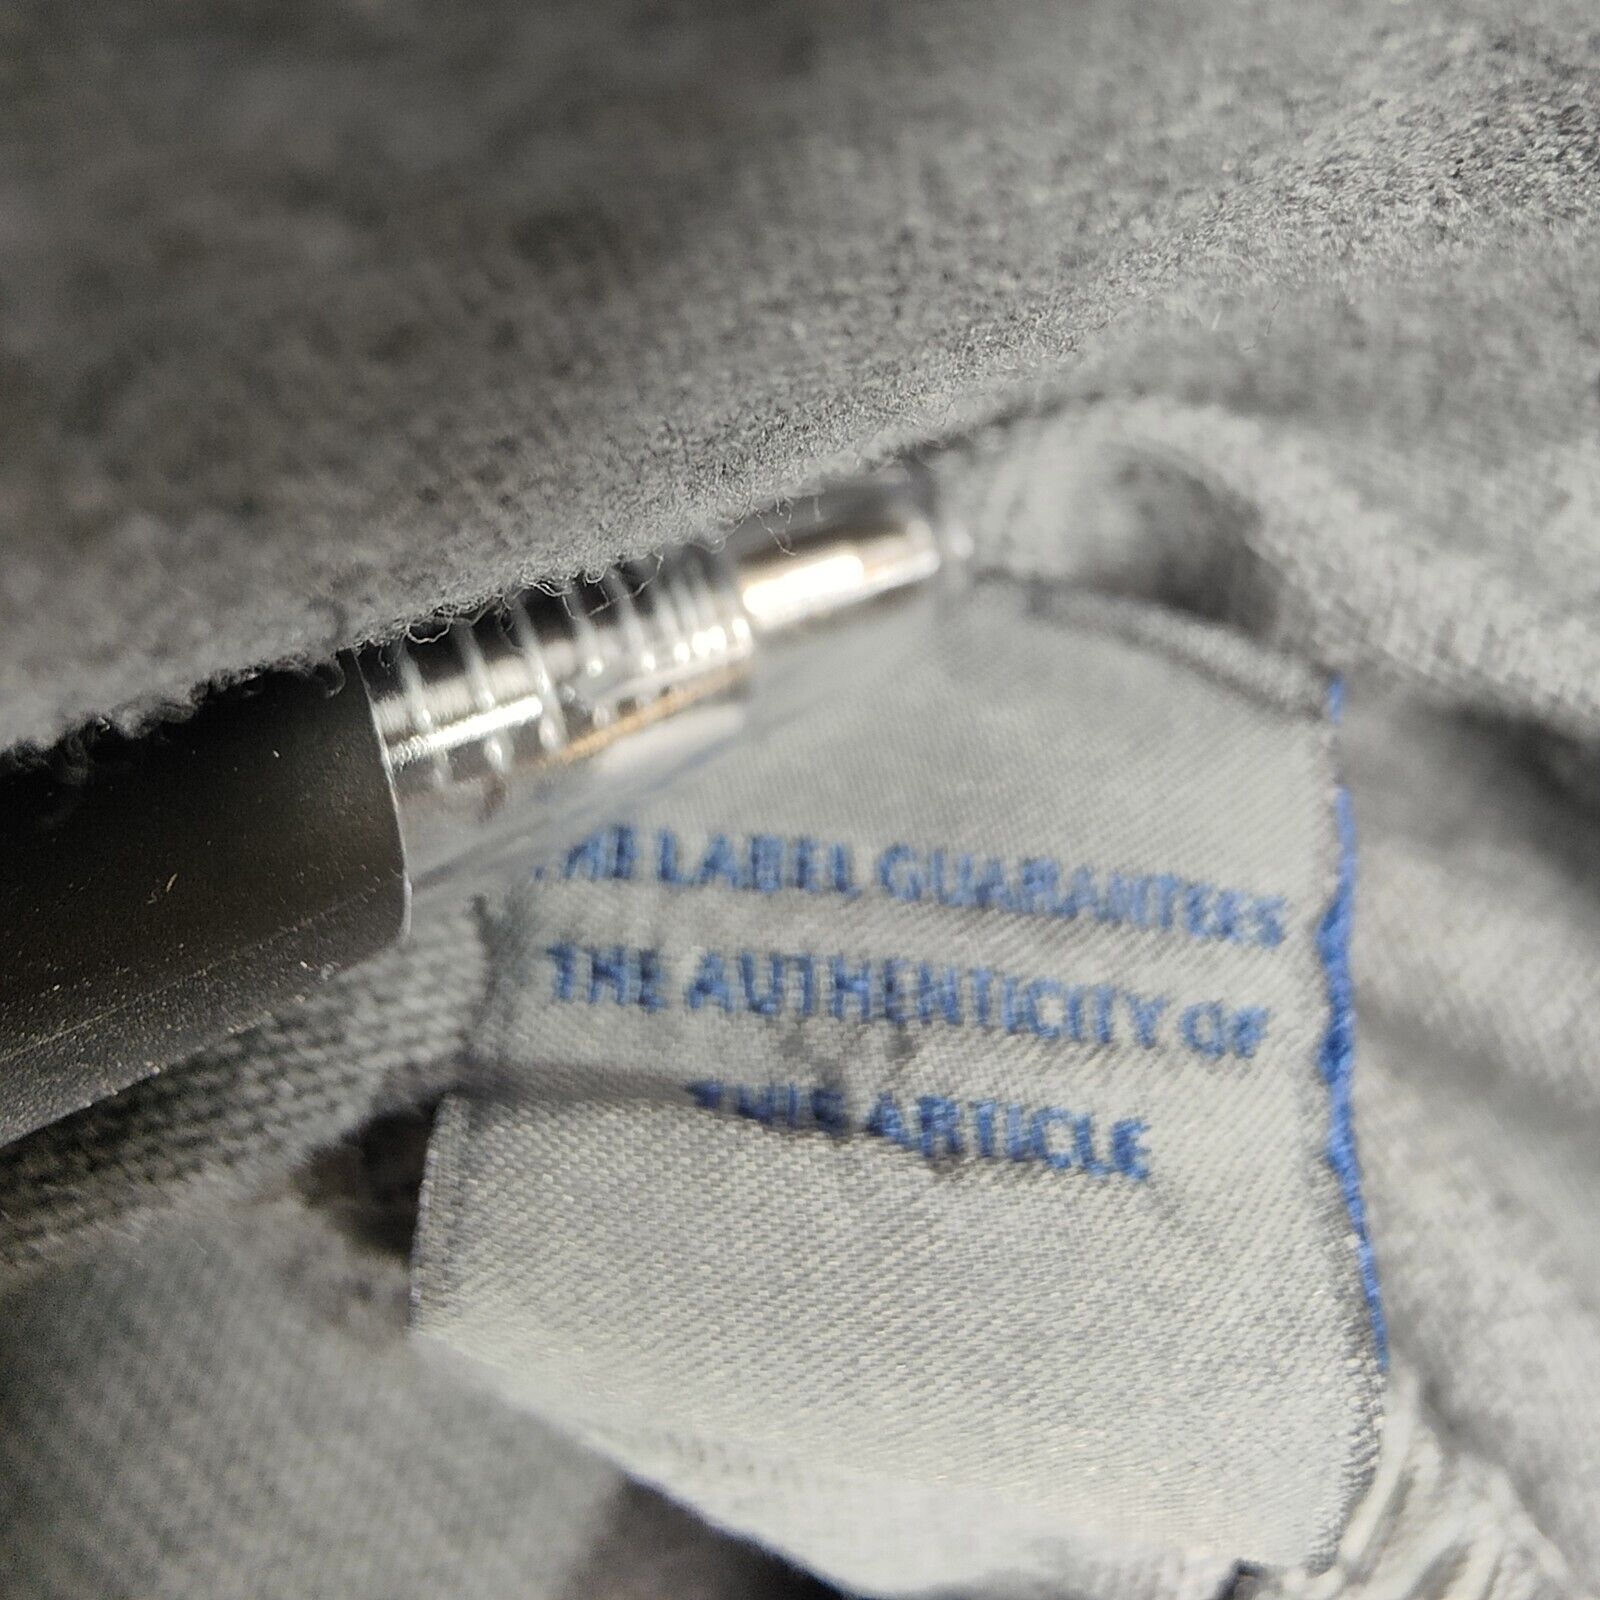 THE LABEL GUARANTEES
THE AUTHENTICITY OF
THIS ARTICLE